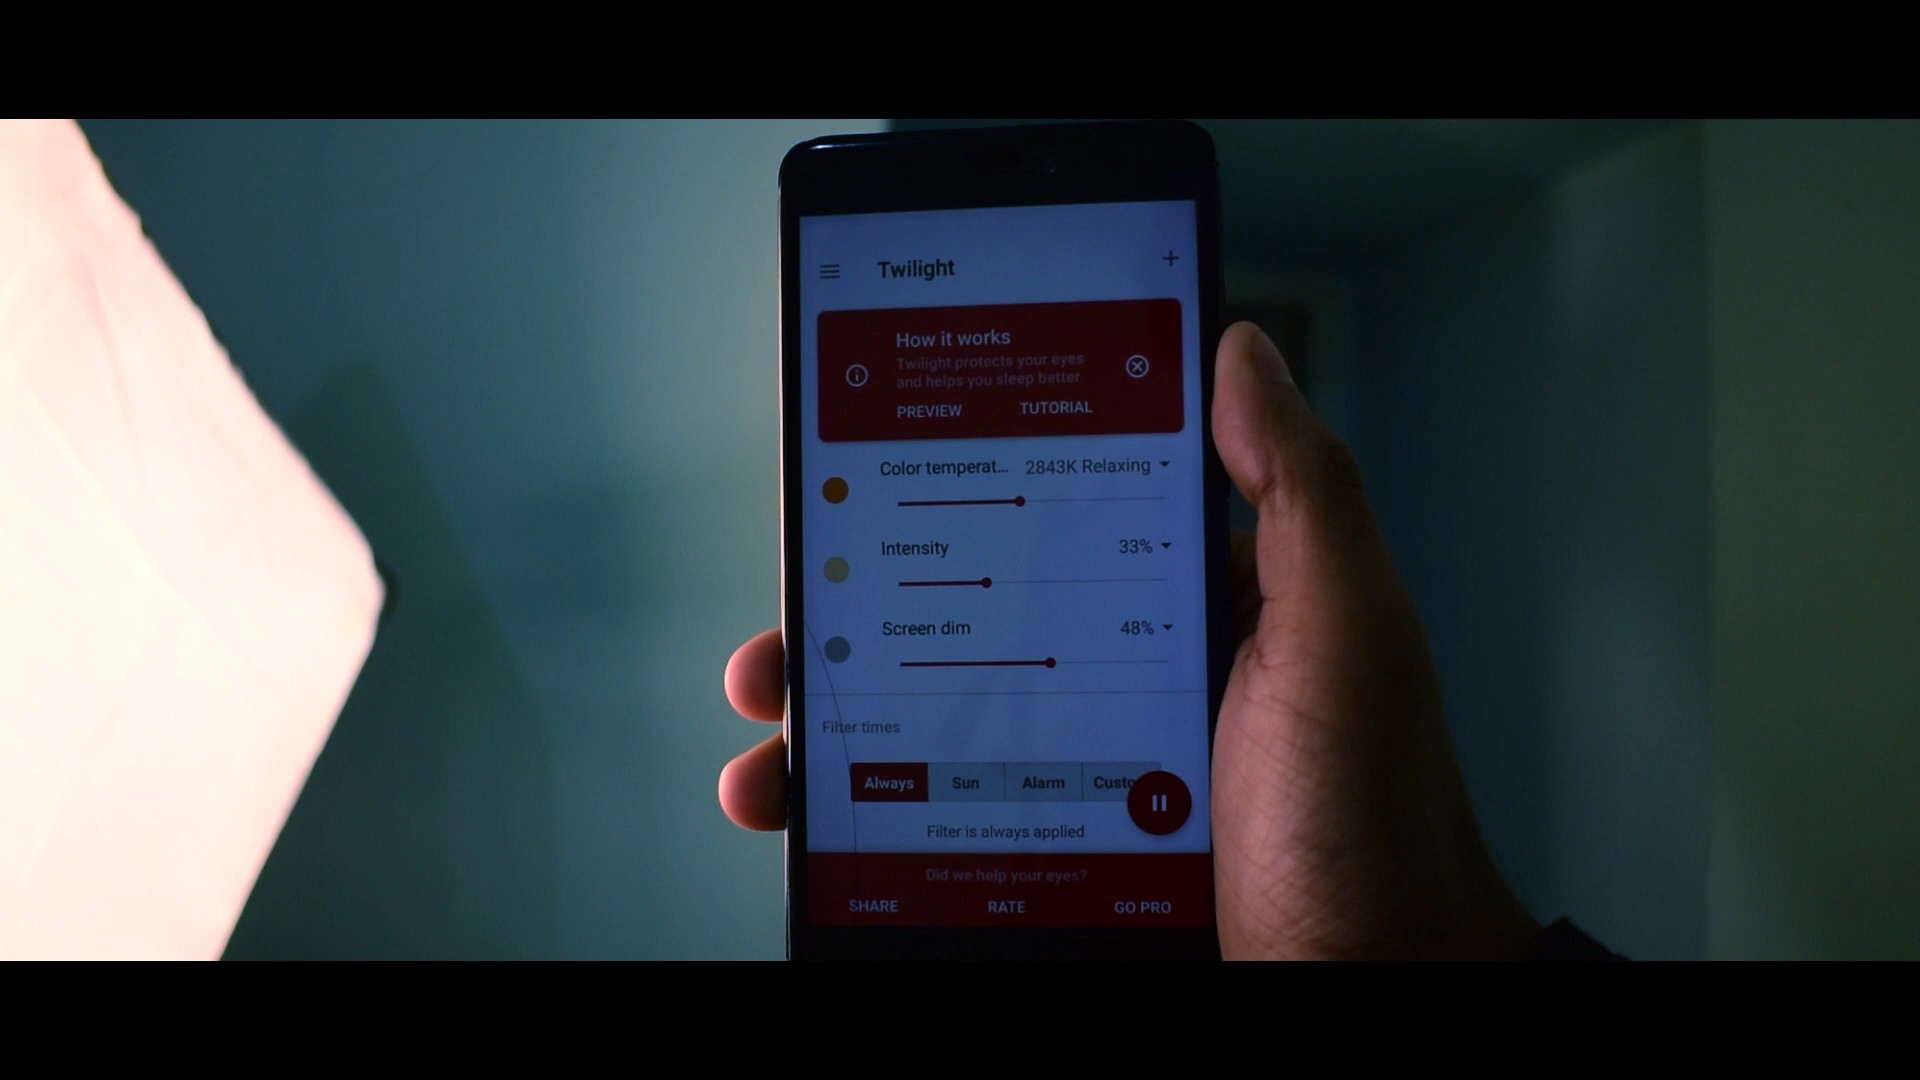 Twilight
How it works
Twilight protects your eyes
and helps you sleep better
PREVIEW TUTORIAL
Color temperat... 2843K Relaxing
Intensity 33%
Screen dim 48%
Filter times
Always Sun Alarm Custo
Filter is always applied
Did we help your eyes?
SHARE RATE GO PRO